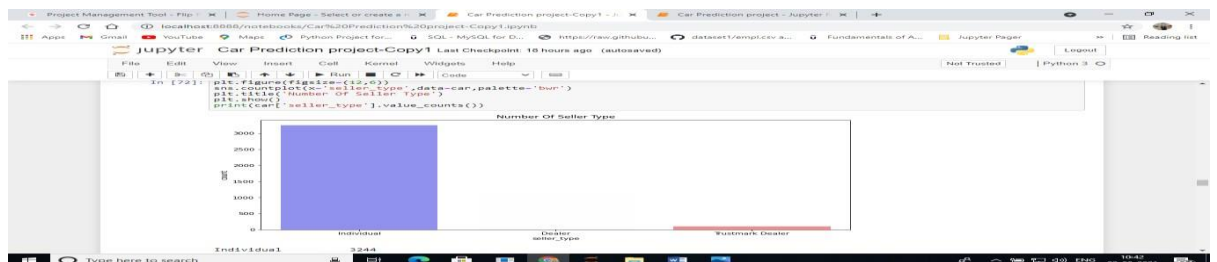 Project Management Tool - Flip
Home Page - Select or create a n
Car Prediction project-Copy1 - J
Car Prediction project - Jupyter
localhost:8888/notebooks/Car%20Prediction%20project-Copy1.ipynb
Apps Gmail YouTube Maps Python Project for... SQL - MySQL for D... https://raw.githubu... dataset1/empl.csv a... Fundamentals of A... Jupyter Pager Reading list
jupyter Car Prediction project-Copy1 Last Checkpoint: 16 hours ago (autosaved) Logout
File Edit View Insert Cell Kernel Widgets Help Not Trusted Python 3
Run Code
In [72]: plt.figure(figsize=(12,6))
sns.countplot(x='seller_type',data=car,palette='bwr')
plt.title('Number Of Seller Type')
plt.show()
print(car['seller_type'].value_counts())
Number Of Seller Type
3000
2500
2000
1500
1000
500
0
count
Individual Dealer Trustmark Dealer
seller_type
Individual 3244
Type here to search
ENG 10:42